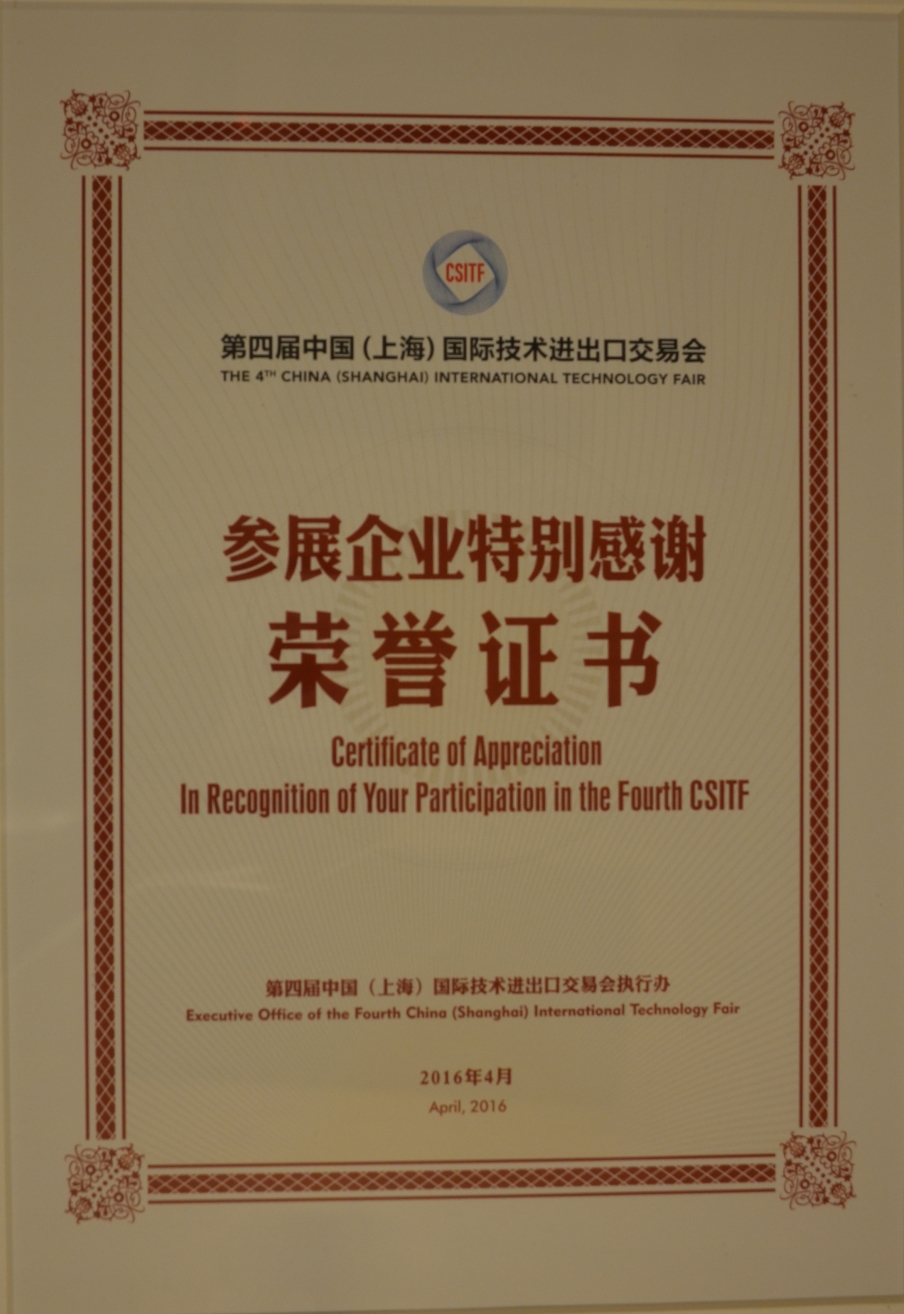 CSITF
第四届中国（上海）国际技术进出口交易会
THE 4TH CHINA (SHANGHAI) INTERNATIONAL TECHNOLOGY FAIR
参展企业特别感谢
荣誉证书
Certificate of Appreciation
In Recognition of Your Participation in the Fourth CSITF
第四届中国（上海）国际技术进出口交易会执行办
Executive Office of the Fourth China (Shanghai) International Technology Fair
2016年4月
April, 2016